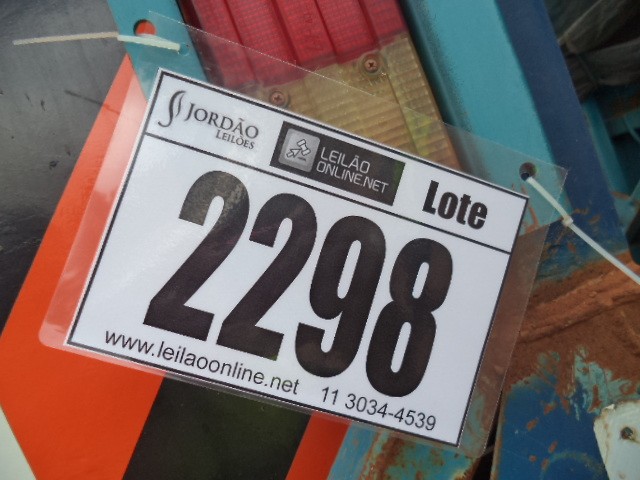 JORDÃO
LEILÕES
LEILÃO
ONLINE.NET
Lote
2298
www.leilaoonline.net 11 3034-4539